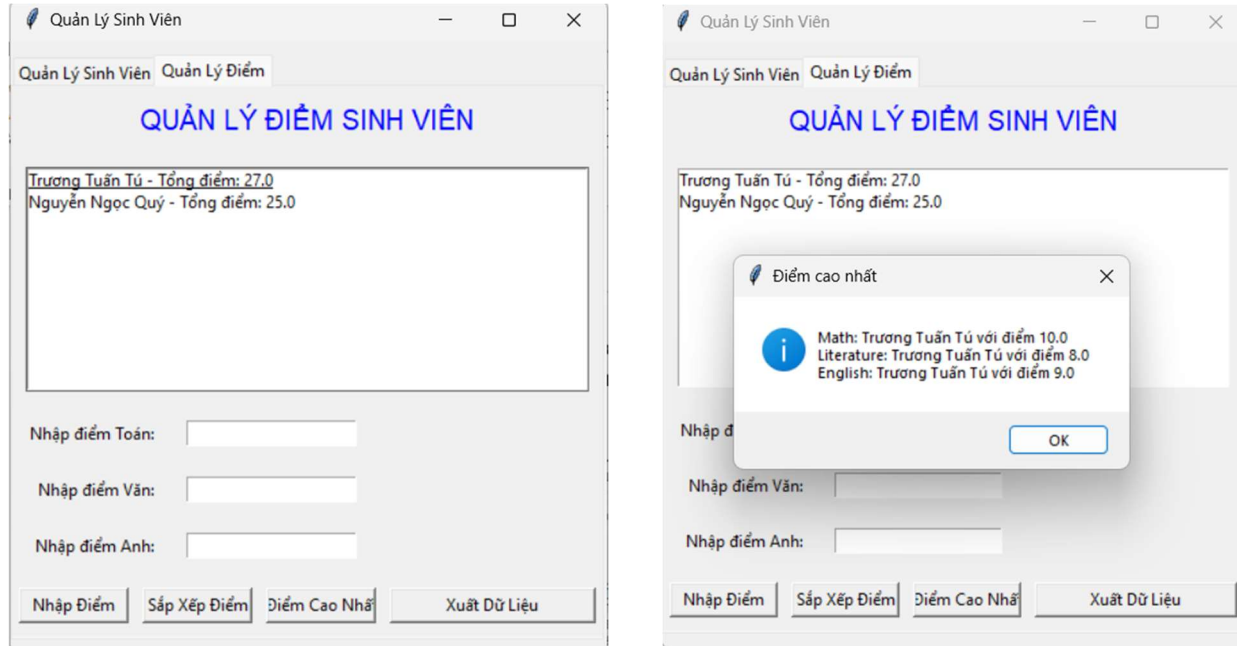 Quản Lý Sinh Viên
Quản Lý Sinh Viên Quản Lý Điểm
QUẢN LÝ ĐIỂM SINH VIÊN
Trương Tuấn Tú - Tổng điểm: 27.0
Nguyễn Ngọc Quý - Tổng điểm: 25.0
Nhập điểm Toán:
Nhập điểm Văn:
Nhập điểm Anh:
Nhập Điểm Sắp Xếp Điểm Điểm Cao Nhấ Xuất Dữ Liệu
Quản Lý Sinh Viên
Quản Lý Sinh Viên Quản Lý Điểm
QUẢN LÝ ĐIỂM SINH VIÊN
Trương Tuấn Tú - Tổng điểm: 27.0
Nguyễn Ngọc Quý - Tổng điểm: 25.0
Điểm cao nhất
Math: Trương Tuấn Tú với điểm 10.0
Literature: Trương Tuấn Tú với điểm 8.0
English: Trương Tuấn Tú với điểm 9.0
OK
Nhập đ
Nhập điểm Văn:
Nhập điểm Anh:
Nhập Điểm Sắp Xếp Điểm Điểm Cao Nhấ Xuất Dữ Liệu